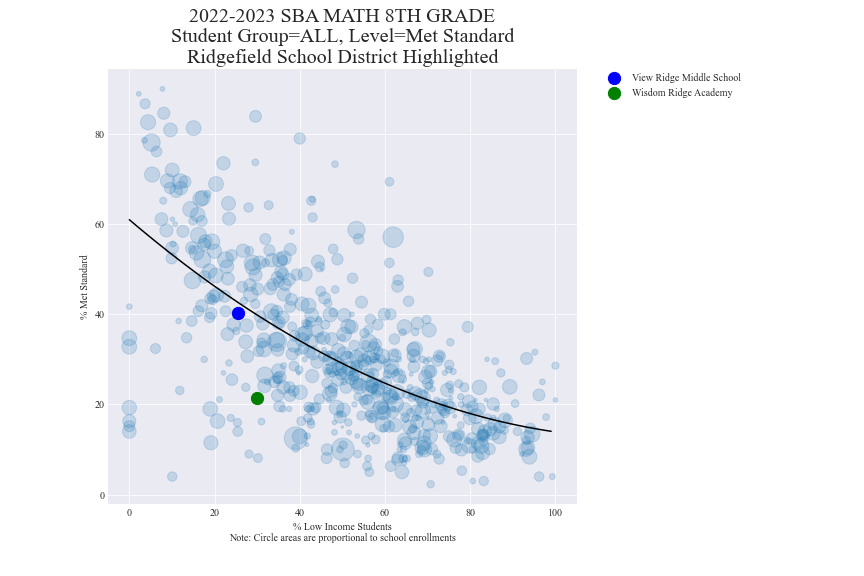 2022-2023 SBA MATH 8TH GRADE
Student Group=ALL, Level=Met Standard
Ridgefield School District Highlighted
View Ridge Middle School
Wisdom Ridge Academy
80
60
40
20
0
% Met Standard
0 20 40 60 80 100
% Low Income Students
Note: Circle areas are proportional to school enrollments